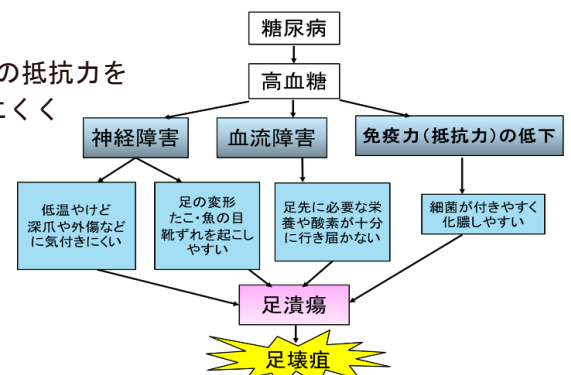 糖尿病
の抵抗力を
高血糖
くく
神経障害
血流障害
免疫力(抵抗力)の低下
低温やけど
深爪や外傷など
に気付きにくい
足の変形
たこ・魚の目
靴ずれを起こし
やすい
足先に必要な栄
養や酸素が十分
に行き届かない
細菌が付きやすく
化膿しやすい
足潰瘍
足壊疽